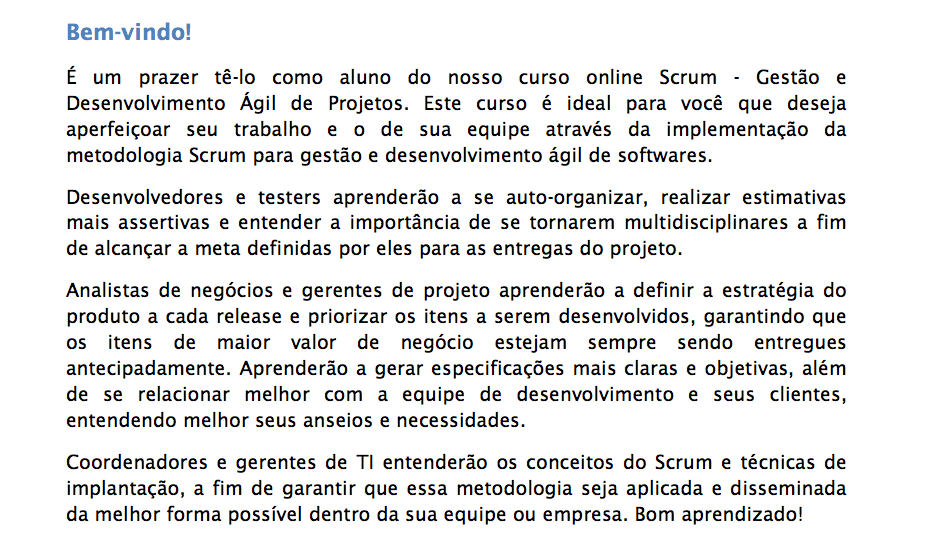 Bem-vindo!
É um prazer tê-lo como aluno do nosso curso online Scrum - Gestão e
Desenvolvimento Ágil de Projetos. Este curso é ideal para você que deseja
aperfeiçoar seu trabalho e o de sua equipe através da implementação da
metodologia Scrum para gestão e desenvolvimento ágil de softwares.
Desenvolvedores e testers aprenderão a se auto-organizar, realizar estimativas
mais assertivas e entender a importância de se tornarem multidisciplinares a fim
de alcançar a meta definidas por eles para as entregas do projeto.
Analistas de negócios e gerentes de projeto aprenderão a definir a estratégia do
produto a cada release e priorizar os itens a serem desenvolvidos, garantindo que
os itens de maior valor de negócio estejam sempre sendo entregues
antecipadamente. Aprenderão a gerar especificações mais claras e objetivas, além
de se relacionar melhor com a equipe de desenvolvimento e seus clientes,
entendendo melhor seus anseios e necessidades.
Coordenadores e gerentes de TI entenderão os conceitos do Scrum e técnicas de
implantação, a fim de garantir que essa metodologia seja aplicada e disseminada
da melhor forma possível dentro da sua equipe ou empresa. Bom aprendizado!